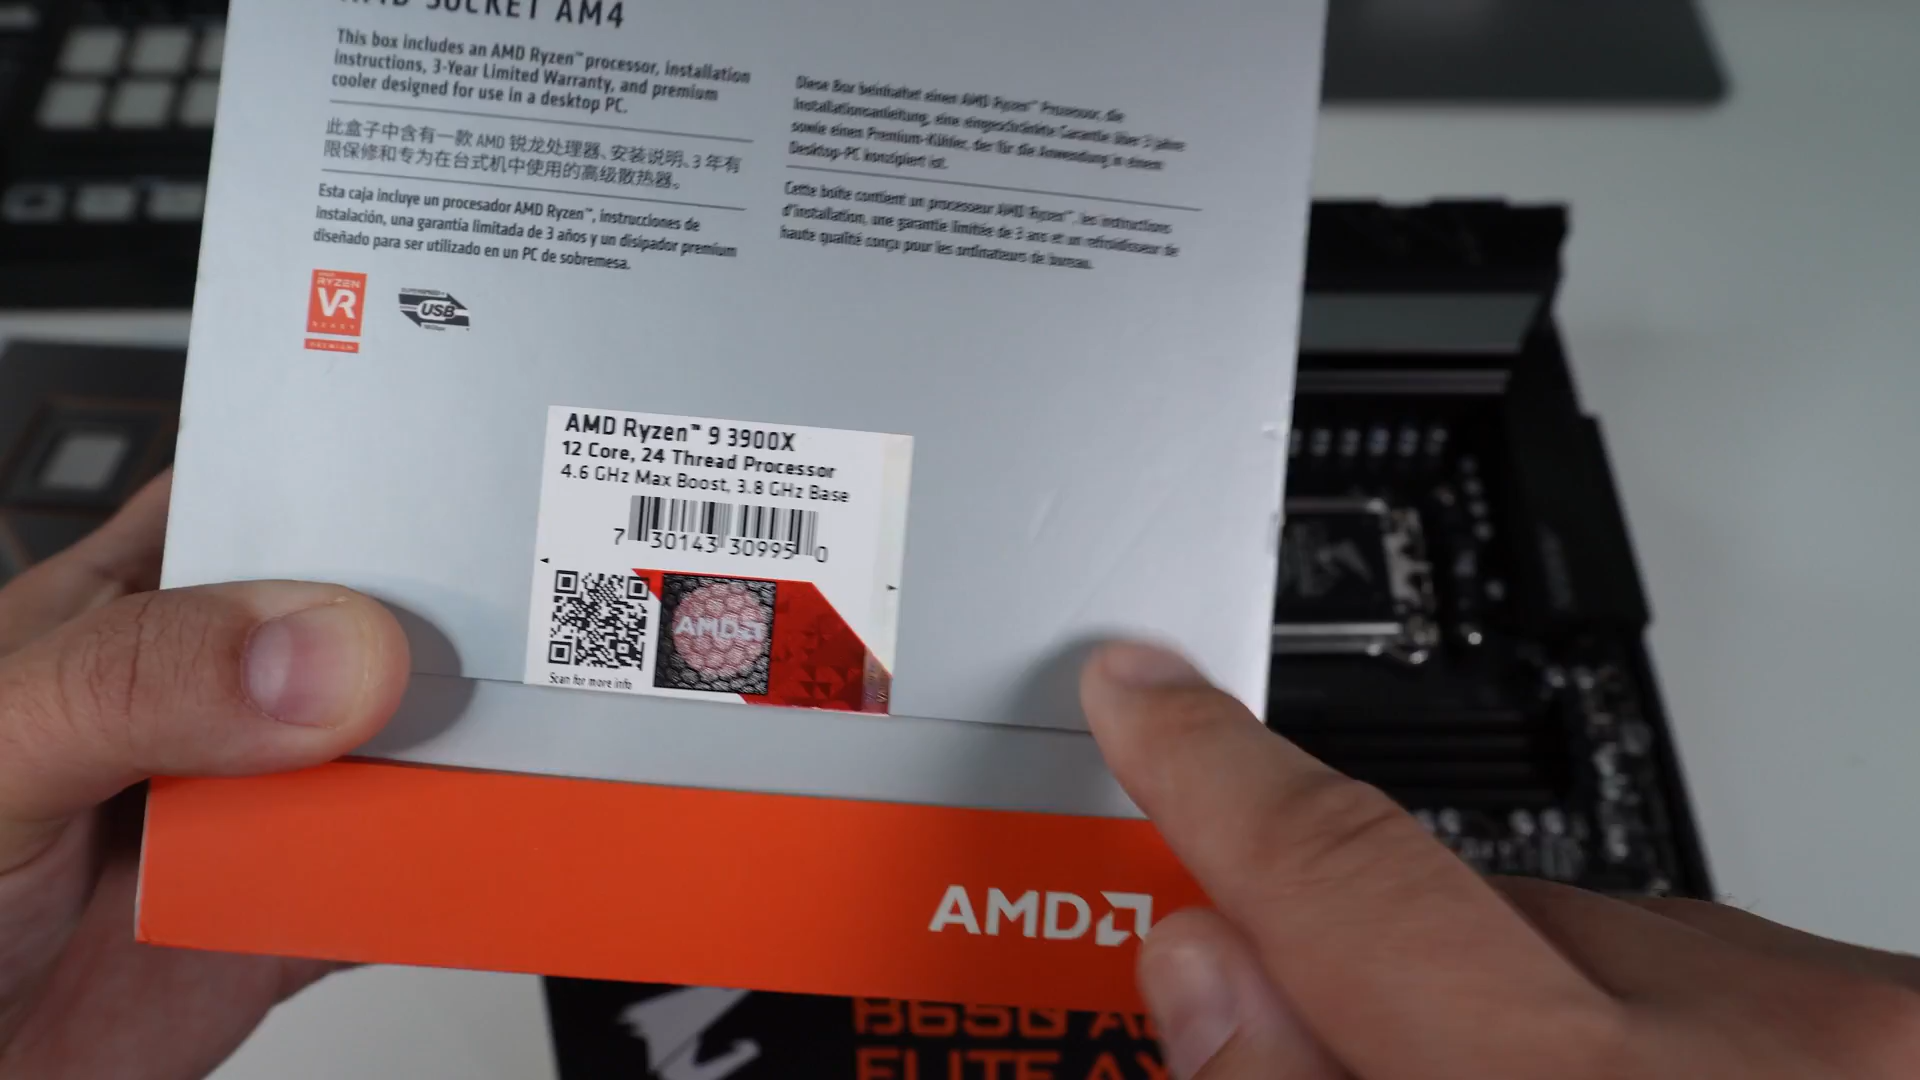 AMD SOCKET AM4
This box includes an AMD Ryzen™ processor, installation
instructions, 3-Year Limited Warranty, and premium
cooler designed for use in a desktop PC.
此盒子中含有一款 AMD 锐龙处理器、安装说明、3 年有
限保修和专为在台式机中使用的高级散热器。
Esta caja incluye un procesador AMD Ryzen™, instrucciones de
instalación, una garantía limitada de 3 años y un disipador premium
diseñado para ser utilizado en un PC de sobremesa.
Diese Box beinhaltet einen AMD Ryzen™ Prozessor, die
Installationsanleitung, eine eingeschränkte Garantie über 3 Jahre
sowie einen Premium-Kühler, der für die Anwendung in einem
Desktop-PC konzipiert ist.
Cette boîte contient un processeur AMD Ryzen™, les instructions
d'installation, une garantie limitée de 3 ans et un refroidisseur de
haute qualité conçu pour les ordinateurs de bureau.
RYZEN
VR
READY
PREMIUM
SUPERSPEED+
USB
AMD Ryzen™ 9 3900X
12 Core, 24 Thread Processor
4.6 GHz Max Boost, 3.8 GHz Base
7 30143 30995 0
AMD
Scan for more info
AMD
B650
ELITE AX